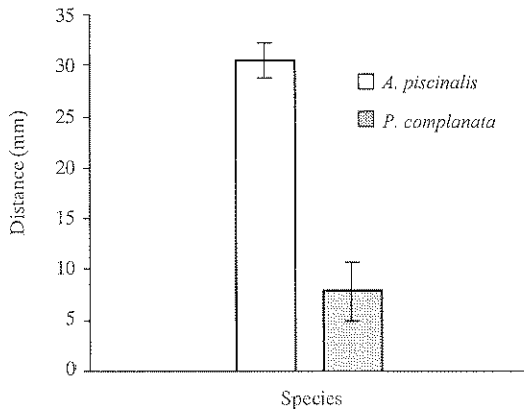 35
30
25
20
15
10
5
0
Distance (mm)
A. piscinalis
P. complanata
Species